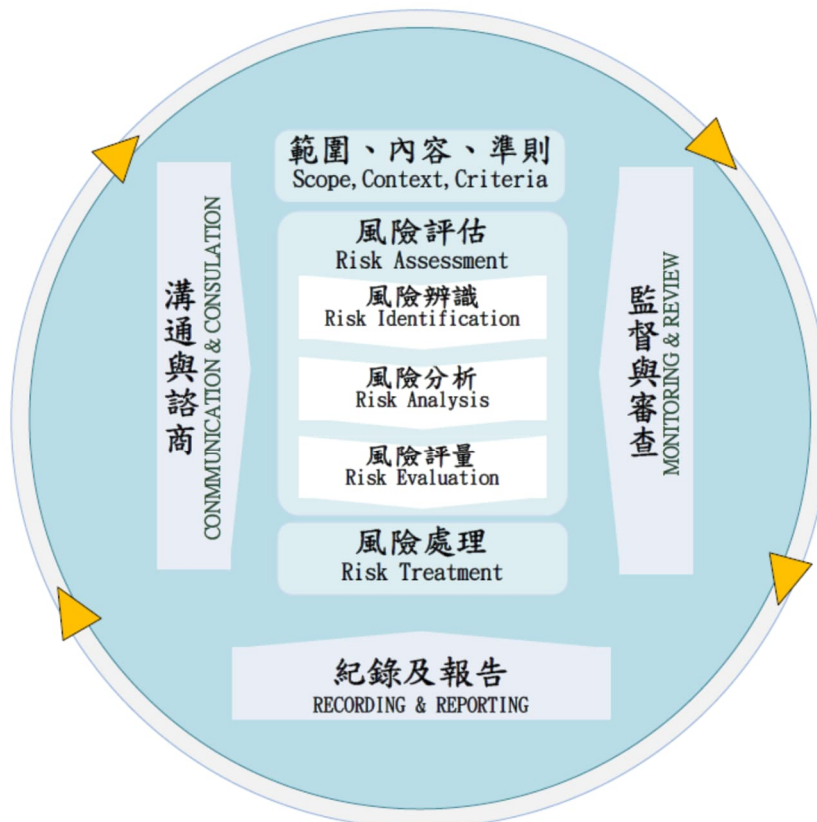 範圍、內容、準則
Scope,Context,Criteria
風險評估
Risk Assessment
風險辨識
Risk Identification
風險分析
Risk Analysis
風險評量
Risk Evaluation
風險處理
Risk Treatment
溝通與諮商
CONMMUNICATION & CONSULATION
監督與審查
MONITORING & REVIEW
紀錄及報告
RECORDING & REPORTING